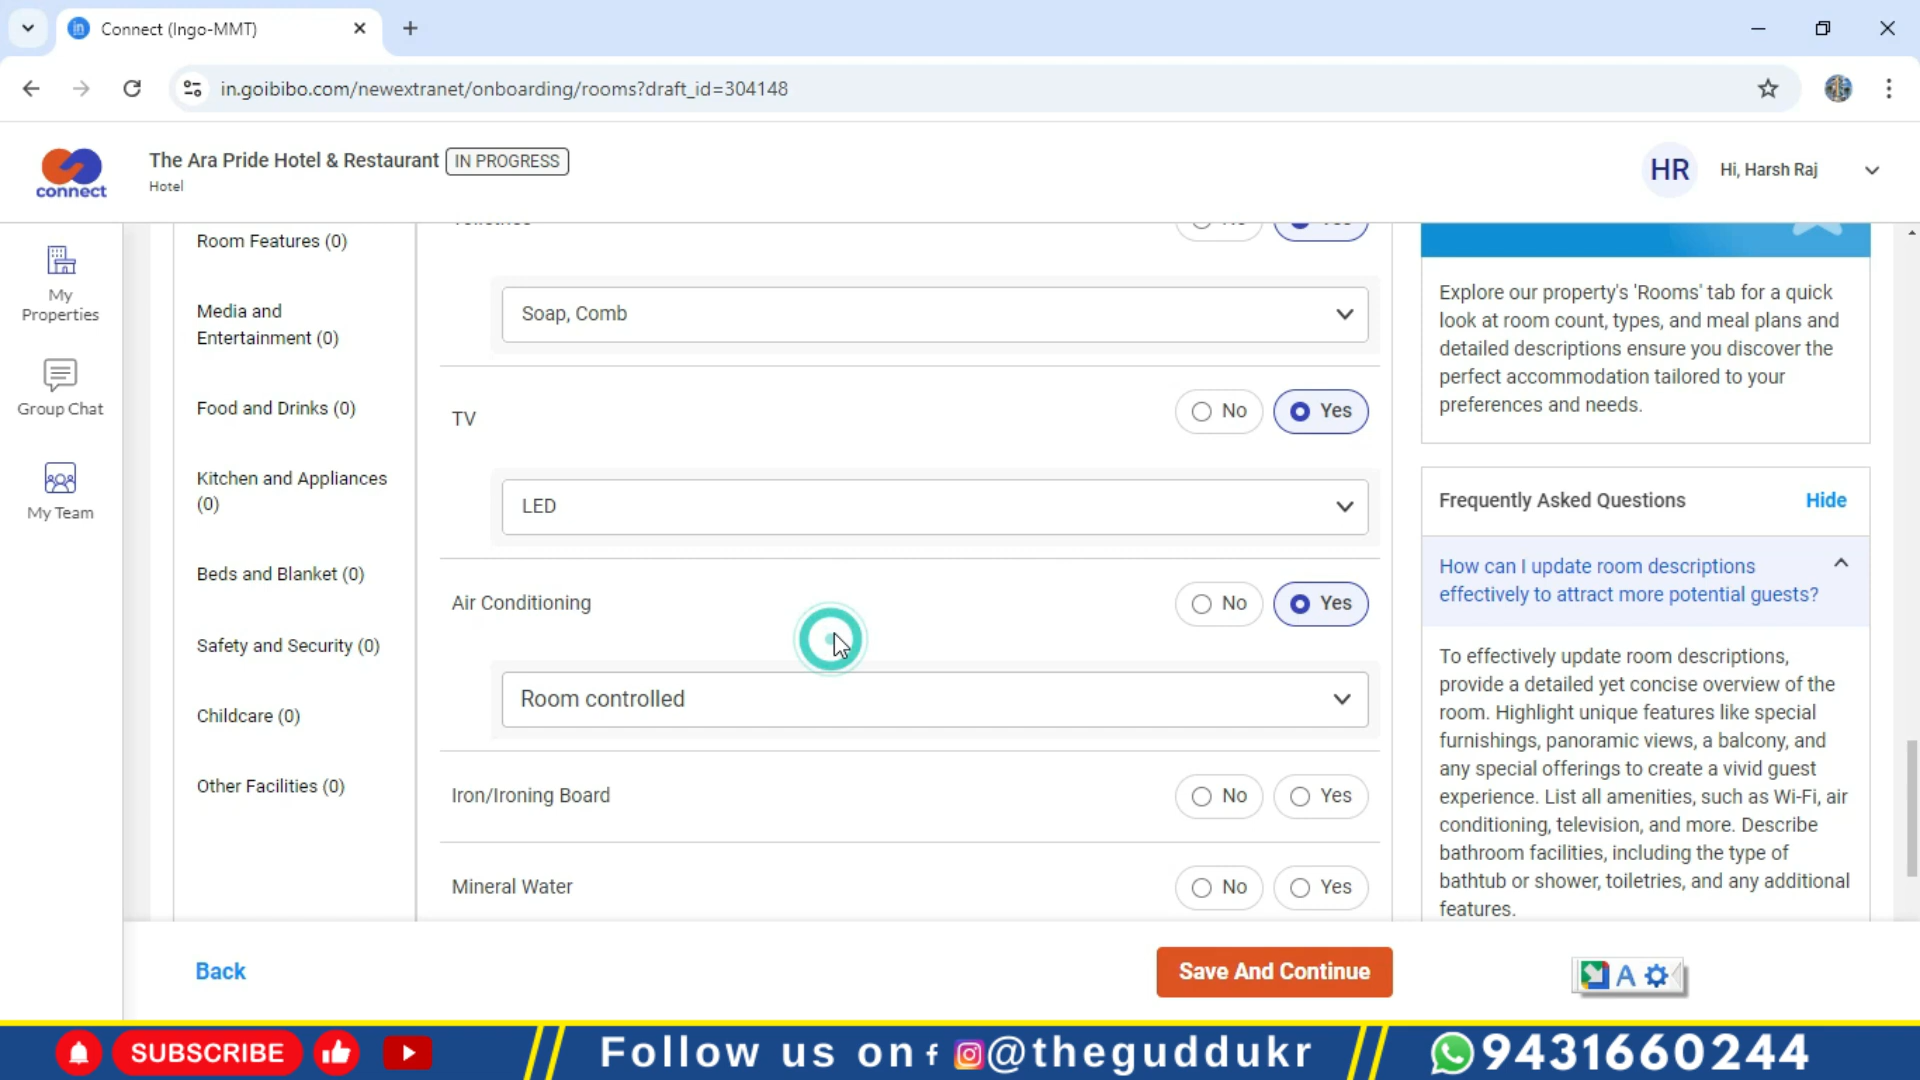 Connect (Ingo-MMT)
in.goibibo.com/newextranet/onboarding/rooms?draft_id=304148
connect
The Ara Pride Hotel & Restaurant IN PROGRESS
Hotel
HR Hi, Harsh Raj
My
Properties
Group Chat
My Team
Room Features (0)
Media and
Entertainment (0)
Food and Drinks (0)
Kitchen and Appliances
(0)
Beds and Blanket (0)
Safety and Security (0)
Childcare (0)
Other Facilities (0)
Soap, Comb
TV No Yes
LED
Air Conditioning No Yes
Room controlled
Iron/Ironing Board No Yes
Mineral Water No Yes
Explore our property's 'Rooms' tab for a quick
look at room count, types, and meal plans and
detailed descriptions ensure you discover the
perfect accommodation tailored to your
preferences and needs.
Frequently Asked Questions Hide
How can I update room descriptions
effectively to attract more potential guests?
To effectively update room descriptions,
provide a detailed yet concise overview of the
room. Highlight unique features like special
furnishings, panoramic views, a balcony, and
any special offerings to create a vivid guest
experience. List all amenities, such as Wi-Fi, air
conditioning, television, and more. Describe
bathroom facilities, including the type of
bathtub or shower, toiletries, and any additional
features.
Back
Save And Continue
A
SUBSCRIBE
Follow us on f @theguddukr
9431660244